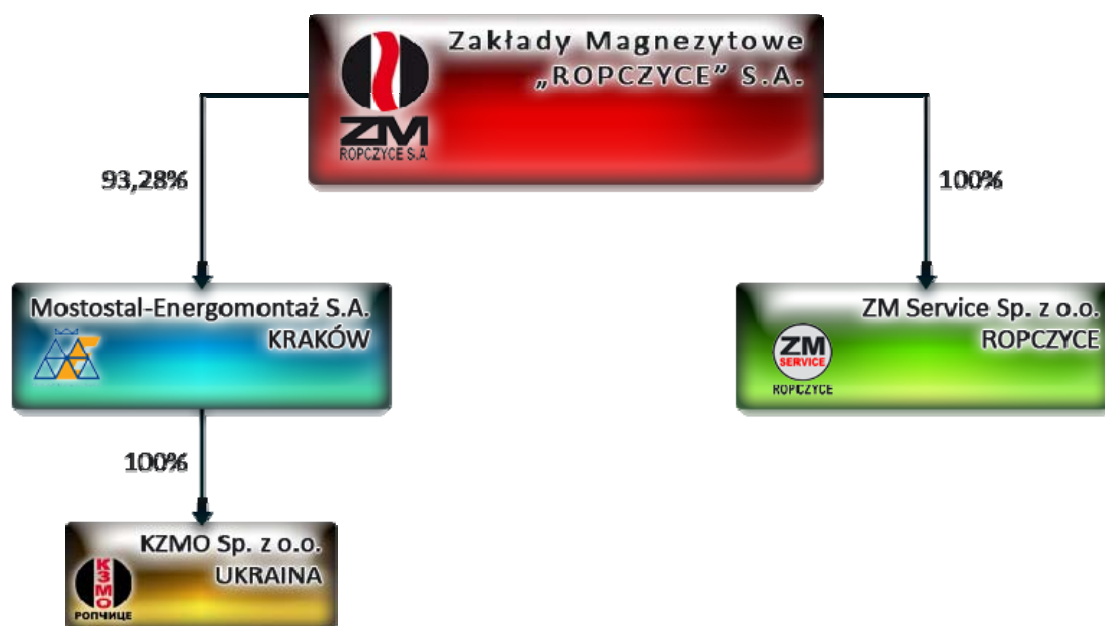 Zakłady Magnezytowe
„ROPCZYCE” S.A.
ZM
ROPCZYCE S.A.
93,28%
100%
Mostostal-Energomontaż S.A.
KRAKÓW
ZM Service Sp. z o.o.
ROPCZYCE
ZM
SERVICE
ROPCZYCE
100%
KZMO Sp. z o.o.
UKRAINA
КЗМО
РОПЧИЦЕ